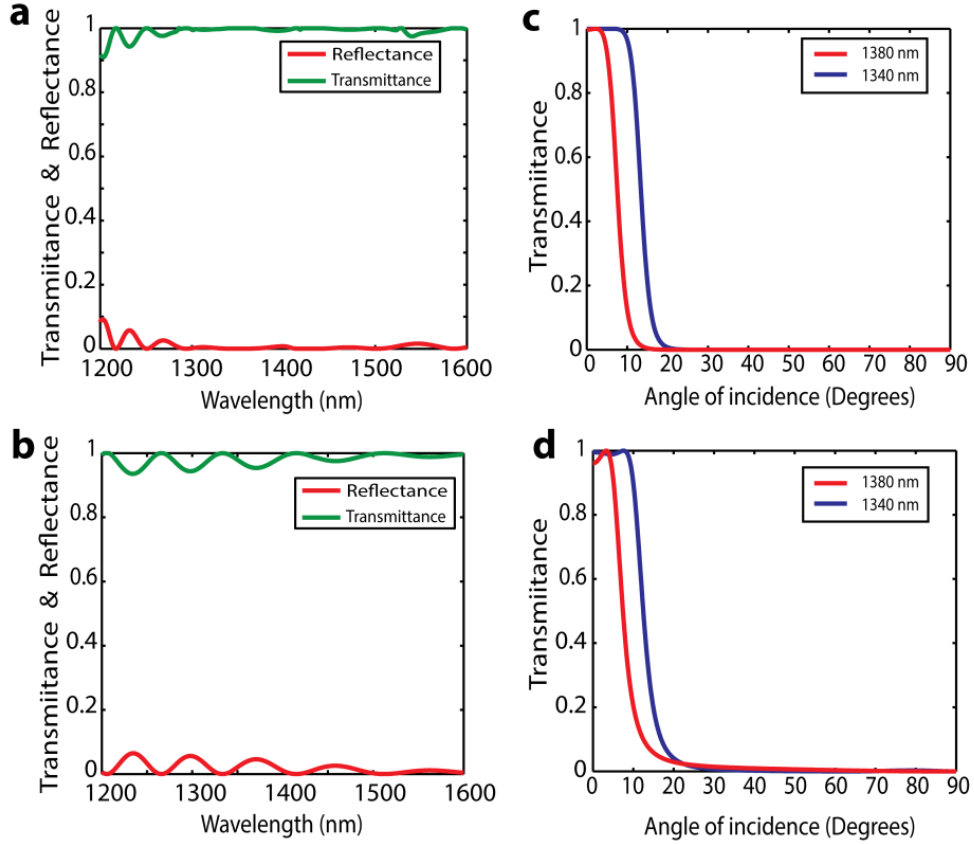 a
Transmiitance & Reflectance
1
0.8
0.6
0.4
0.2
0
Reflectance
Transmittance
1200 1300 1400 1500 1600
Wavelength (nm)
c
Transmiitance
1
0.8
0.6
0.4
0.2
0
1380 nm
1340 nm
0 10 20 30 40 50 60 70 80 90
Angle of incidence (Degrees)
b
Transmiitance & Reflectance
1
0.8
0.6
0.4
0.2
0
Reflectance
Transmittance
1200 1300 1400 1500 1600
Wavelength (nm)
d
Transmiitance
1
0.8
0.6
0.4
0.2
0
1380 nm
1340 nm
0 10 20 30 40 50 60 70 80 90
Angle of incidence (Degrees)